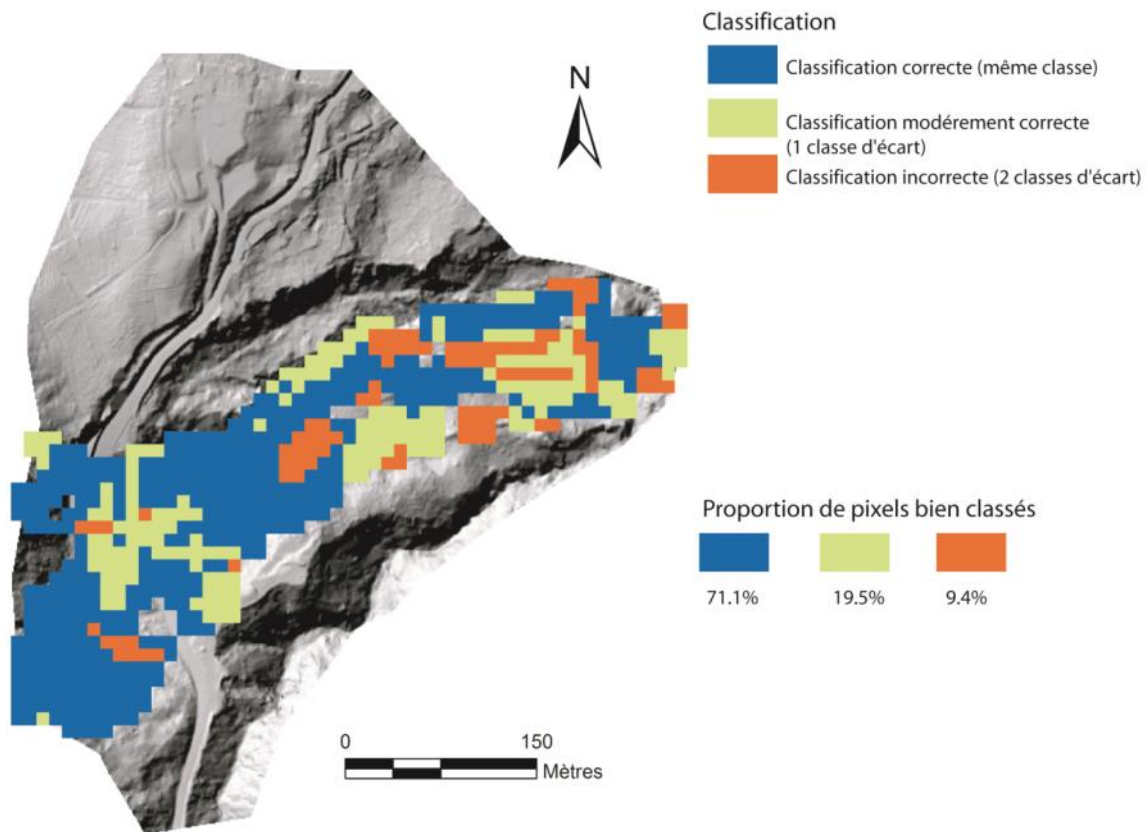 Classification
Classification correcte (même classe)
Classification modérement correcte
(1 classe d'écart)
Classification incorrecte (2 classes d'écart)
N
Proportion de pixels bien classés
71.1% 19.5% 9.4%
0 150
Mètres